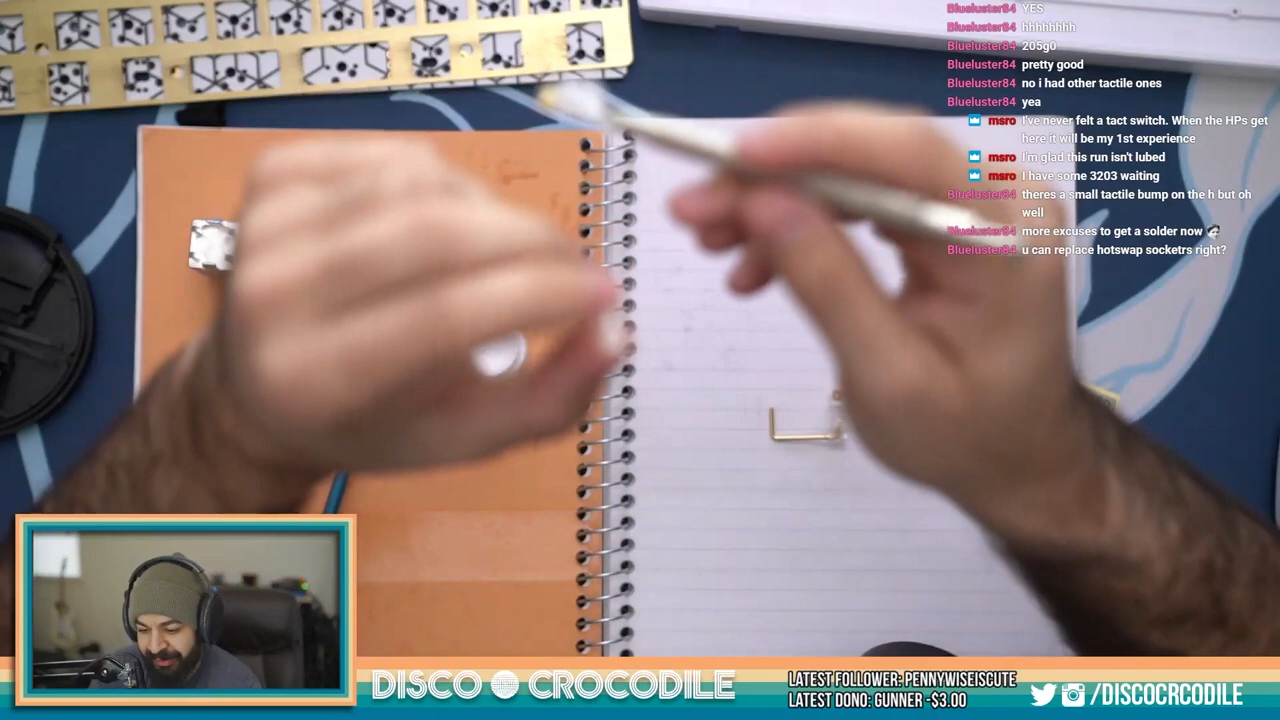 Blueluster84 YES
Blueluster84 hhhhhhhh
Blueluster84 205g0
Blueluster84 pretty good
Blueluster84 no i had other tactile ones
Blueluster84 yea
msro I've never felt a tact switch. When the HPs get
here it will be my 1st experience
msro I'm glad this run isn't lubed
msro I have some 3203 waiting
Blueluster84 theres a small tactile bump on the h but oh
well
Blueluster84 more excuses to get a solder now
Blueluster84 u can replace hotswap socketrs right?
DISCO CROCODILE
LATEST FOLLOWER: PENNYWISEISCUTE
LATEST DONO: GUNNER -$3.00
/DISCOCRCODILE